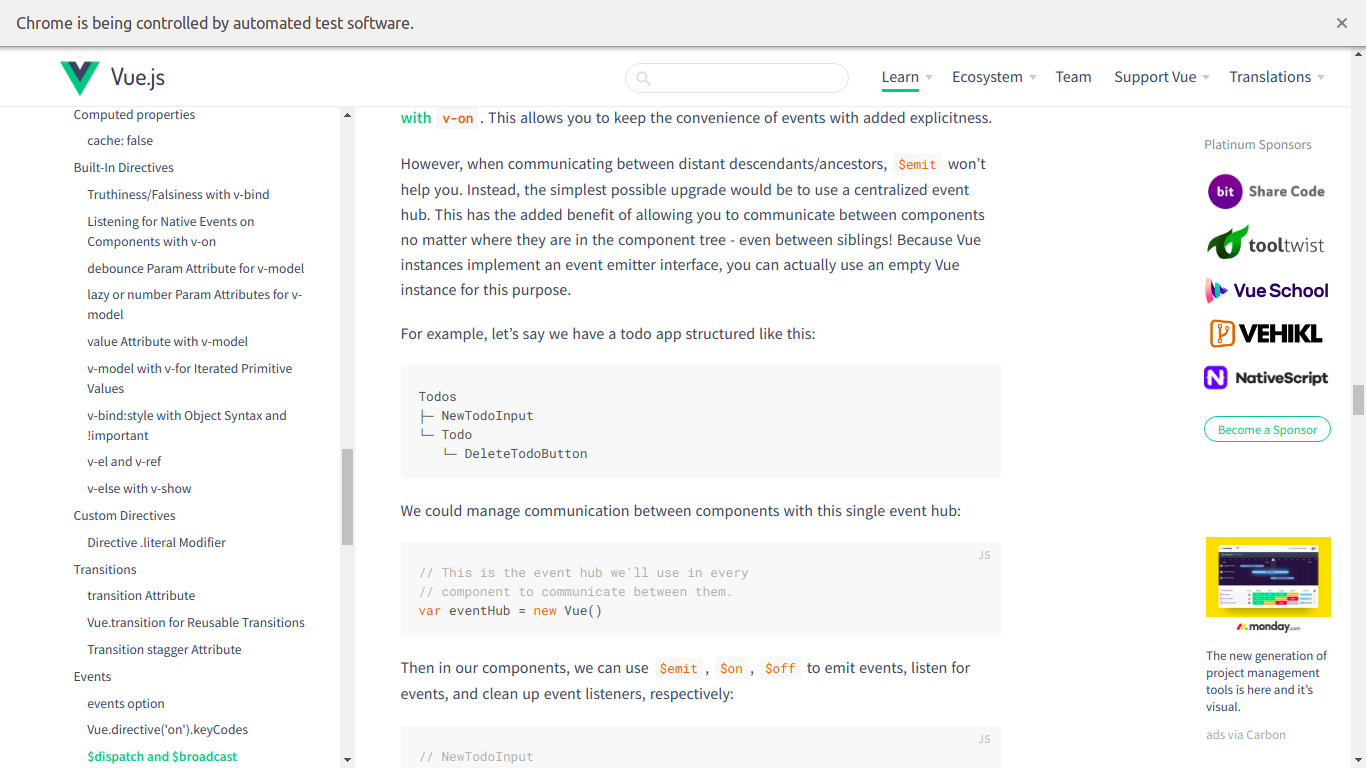 Chrome is being controlled by automated test software.
Vue.js
Learn
Ecosystem
Team
Support Vue
Translations
Computed properties
cache: false
Built-In Directives
Truthiness/Falsiness with v-bind
Listening for Native Events on
Components with v-on
debounce Param Attribute for v-model
lazy or number Param Attributes for v-
model
value Attribute with v-model
v-model with v-for Iterated Primitive
Values
v-bind:style with Object Syntax and
!important
v-el and v-ref
v-else with v-show
Custom Directives
Directive .literal Modifier
Transitions
transition Attribute
Vue.transition for Reusable Transitions
Transition stagger Attribute
Events
events option
Vue.directive('on').keyCodes
$dispatch and $broadcast
with v-on. This allows you to keep the convenience of events with added explicitness.
However, when communicating between distant descendants/ancestors, $emit won’t
help you. Instead, the simplest possible upgrade would be to use a centralized event
hub. This has the added benefit of allowing you to communicate between components
no matter where they are in the component tree - even between siblings! Because Vue
instances implement an event emitter interface, you can actually use an empty Vue
instance for this purpose.
For example, let’s say we have a todo app structured like this:
Todos
├─ NewTodoInput
└─ Todo
   └─ DeleteTodoButton
We could manage communication between components with this single event hub:
JS
// This is the event hub we'll use in every
// component to communicate between them.
var eventHub = new Vue()
Then in our components, we can use $emit, $on, $off to emit events, listen for
events, and clean up event listeners, respectively:
JS
// NewTodoInput
Platinum Sponsors
bit Share Code
tooltwist
Vue School
VEHIKL
N NativeScript
Become a Sponsor
monday.com
The new generation of
project management
tools is here and it’s
visual.
ads via Carbon